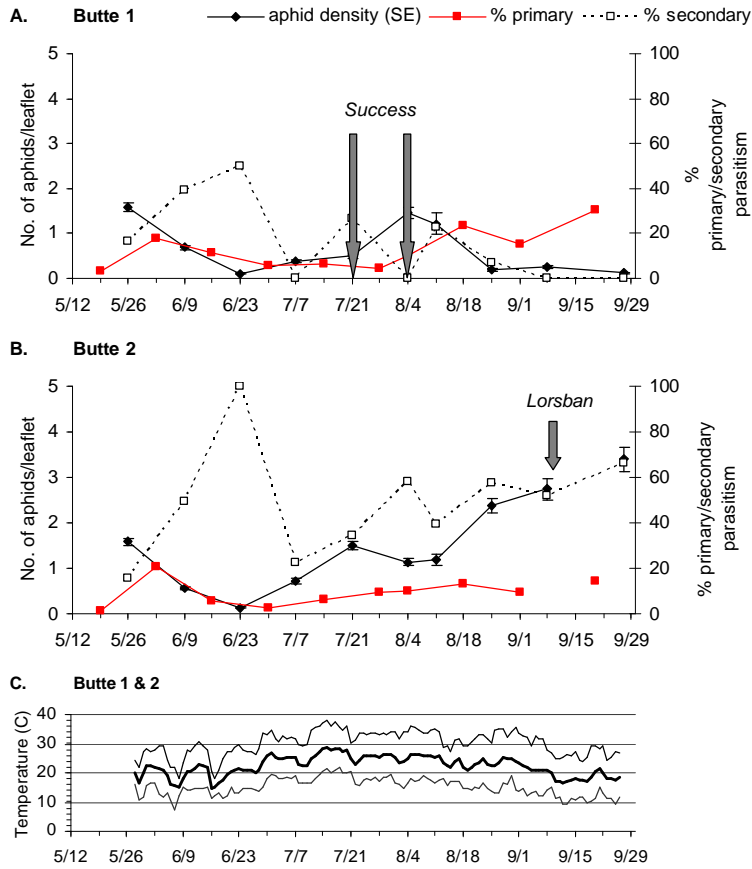 A. Butte 1
aphid density (SE) % primary % secondary
No. of aphids/leaflet
5
4
3
2
1
0
Success
100
80
60
40
20
0
%
primary/secondary
parasitism
5/12 5/26 6/9 6/23 7/7 7/21 8/4 8/18 9/1 9/15 9/29
B. Butte 2
No. of aphids/leaflet
5
4
3
2
1
0
Lorsban
100
80
60
40
20
0
% primary/secondary
parasitism
5/12 5/26 6/9 6/23 7/7 7/21 8/4 8/18 9/1 9/15 9/29
C. Butte 1 & 2
Temperature (C)
40
30
20
10
0
5/12 5/26 6/9 6/23 7/7 7/21 8/4 8/18 9/1 9/15 9/29